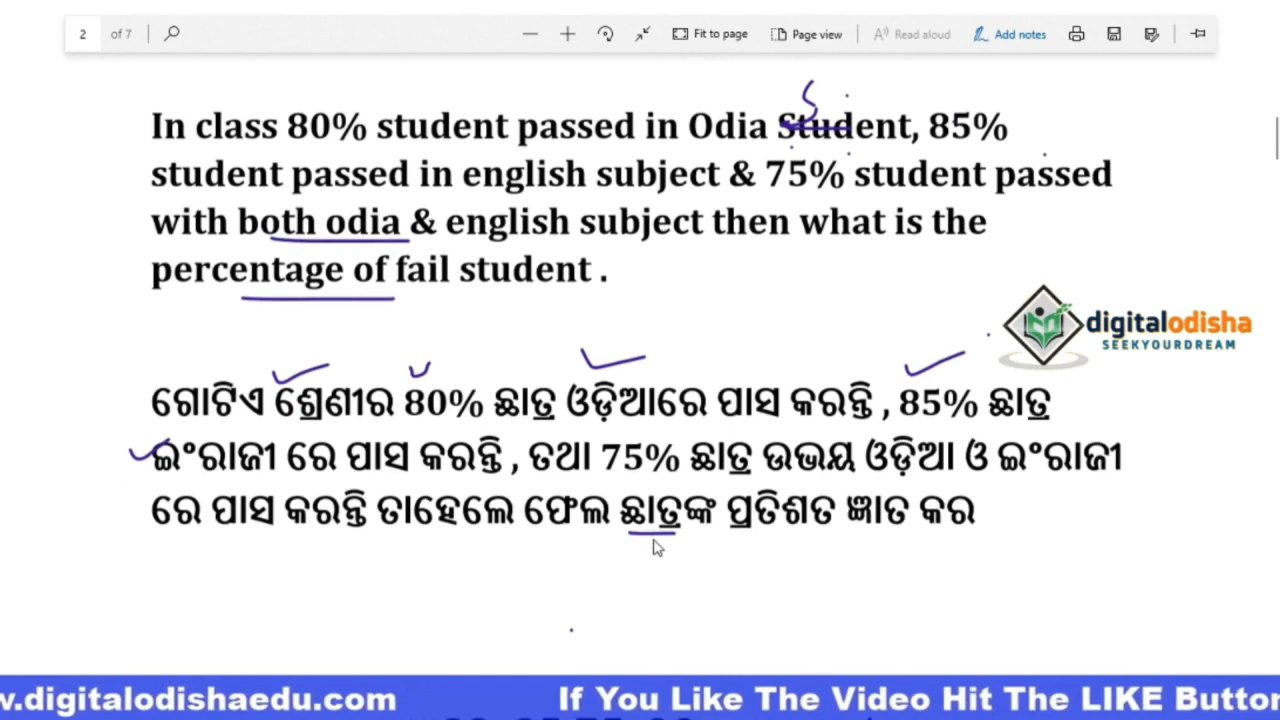 2 of 7 Fit to page Page view Read aloud Add notes
In class 80% student passed in Odia Student, 85%
student passed in english subject & 75% student passed
with both odia & english subject then what is the
percentage of fail student .
digitalodisha
SEEKYOURDREAM
ଗୋଟିଏ ଶ୍ରେଣୀର 80% ଛାତ୍ର ଓଡ଼ିଆରେ ପାସ କରନ୍ତି , 85% ଛାତ୍ର
ଇଂରାଜୀ ରେ ପାସ କରନ୍ତି , ତଥା 75% ଛାତ୍ର ଉଭୟ ଓଡ଼ିଆ ଓ ଇଂରାଜୀ
ରେ ପାସ କରନ୍ତି ତାହେଲେ ଫେଲ ଛାତ୍ରଙ୍କ ପ୍ରତିଶତ ଜ୍ଞାତ କର
w.digitalodishaedu.com If You Like The Video Hit The LIKE Button